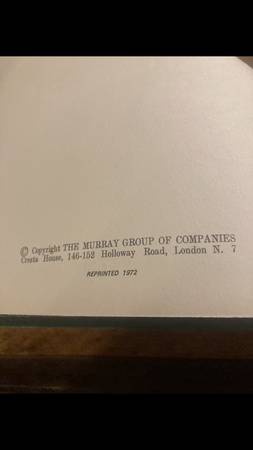 © Copyright THE MURRAY GROUP OF COMPANIES
Cresta House, 146-152 Holloway Road, London N. 7
REPRINTED 1972